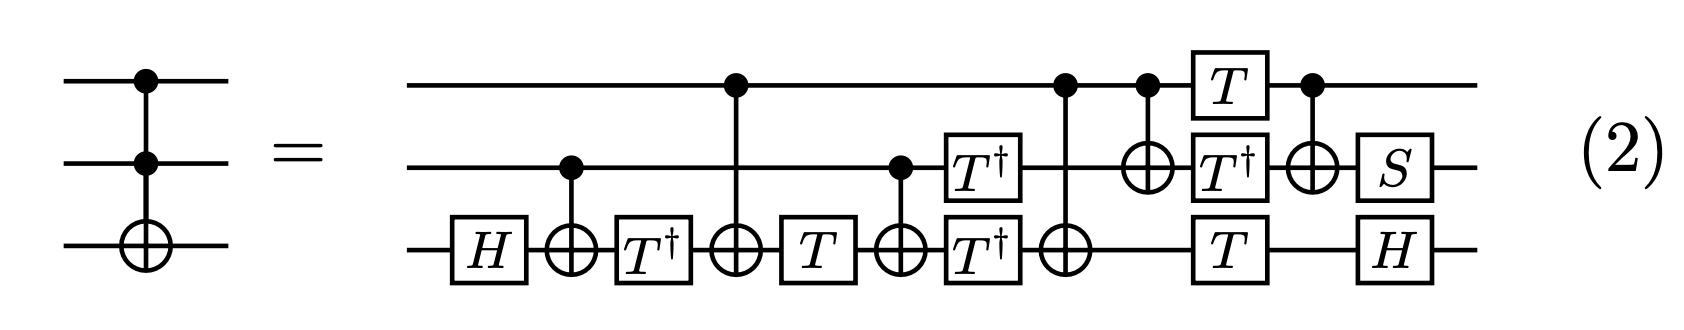 T
= T† T† S (2)
H T† T T† T H